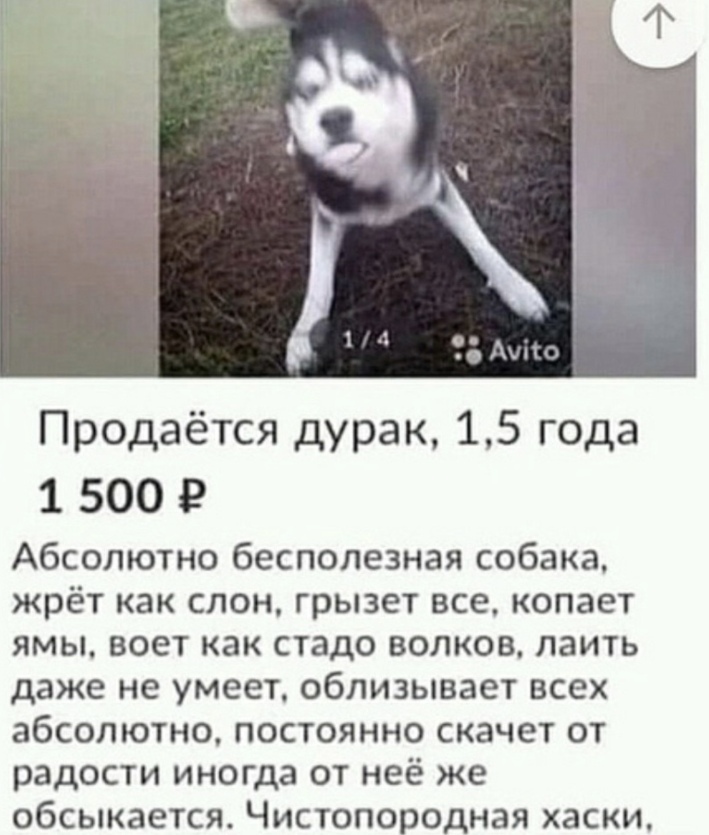 1/4
Avito
Продаётся дурак, 1,5 года
1 500 ₽
Абсолютно бесполезная собака,
жрёт как слон, грызет все, копает
ямы, воет как стадо волков, лаить
даже не умеет, облизывает всех
абсолютно, постоянно скачет от
радости иногда от неё же
обсыкается. Чистопородная хаски,